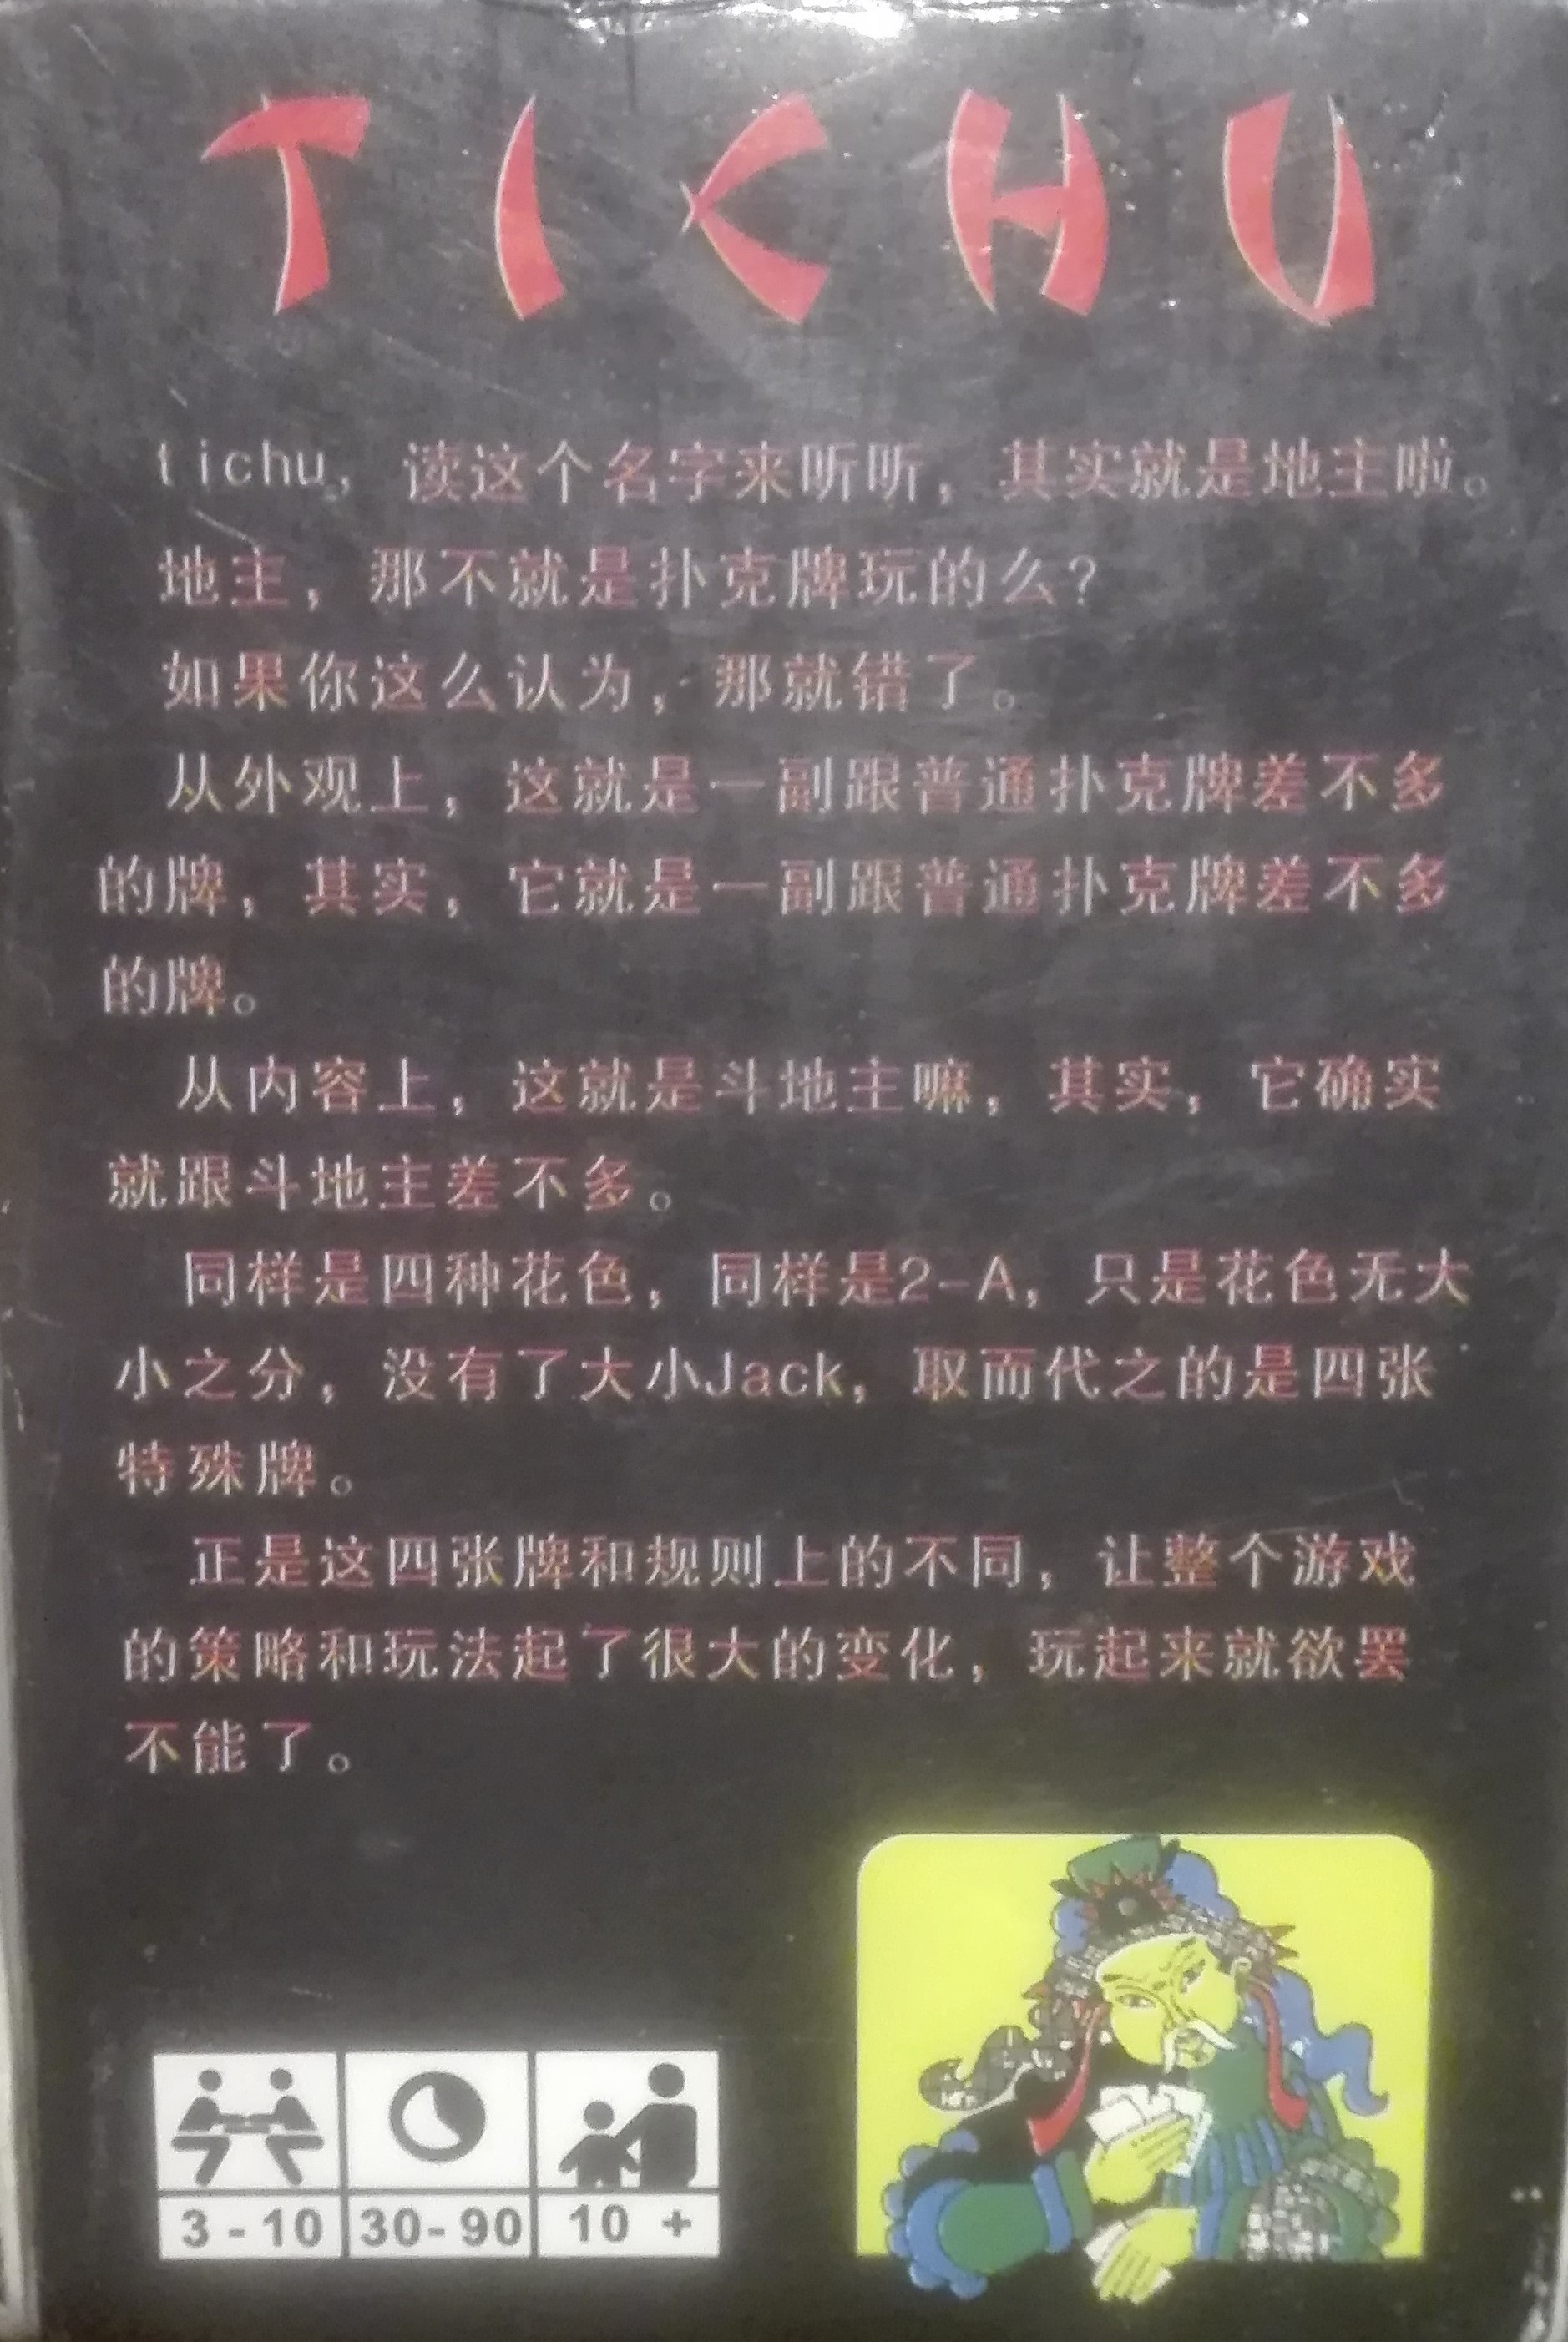 TICHU
tichu，读这个名字来听听，其实就是地主啦。
地主，那不就是扑克牌玩的么？
如果你这么认为，那就错了。
从外观上，这就是一副跟普通扑克牌差不多
的牌，其实，它就是一副跟普通扑克牌差不多
的牌。
从内容上，这就是斗地主嘛，其实，它确实
就跟斗地主差不多。
同样是四种花色，同样是2-A，只是花色无大
小之分，没有了大小Jack，取而代之的是四张
特殊牌。
正是这四张牌和规则上的不同，让整个游戏
的策略和玩法起了很大的变化，玩起来就欲罢
不能了。
3-10 30-90 10 +